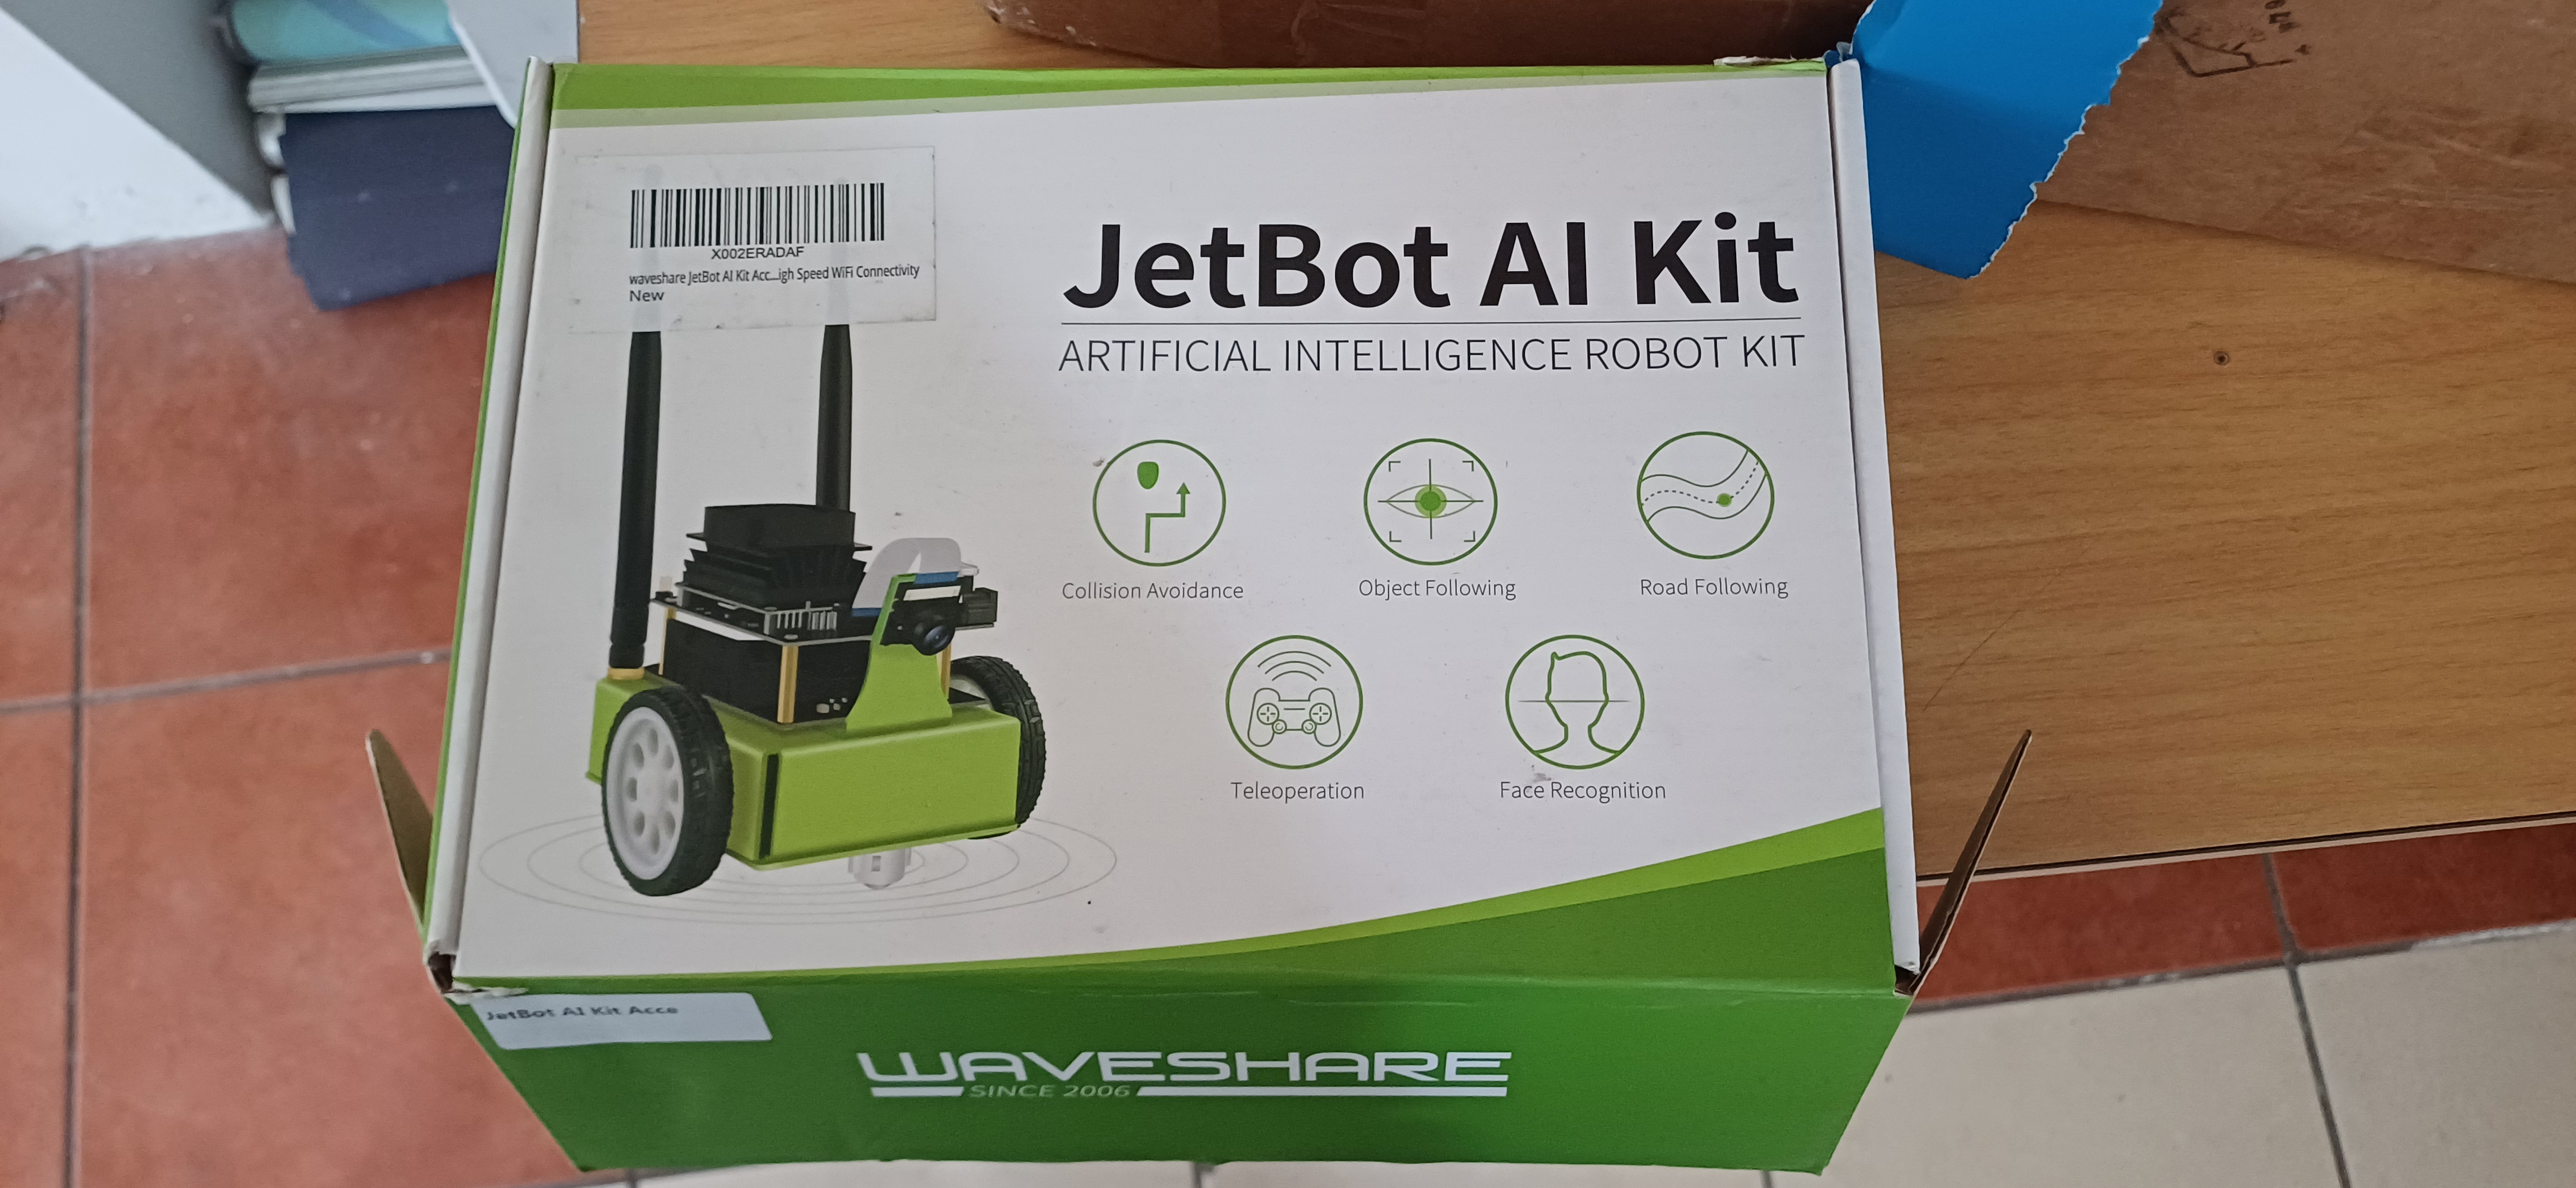 X002ERADAF
waveshare JetBot AI Kit Acc...igh Speed WiFi Connectivity
New
JetBot AI Kit
ARTIFICIAL INTELLIGENCE ROBOT KIT
Collision Avoidance
Object Following
Road Following
Teleoperation
Face Recognition
JetBot AI Kit Acce
WAVESHARE
SINCE 2006